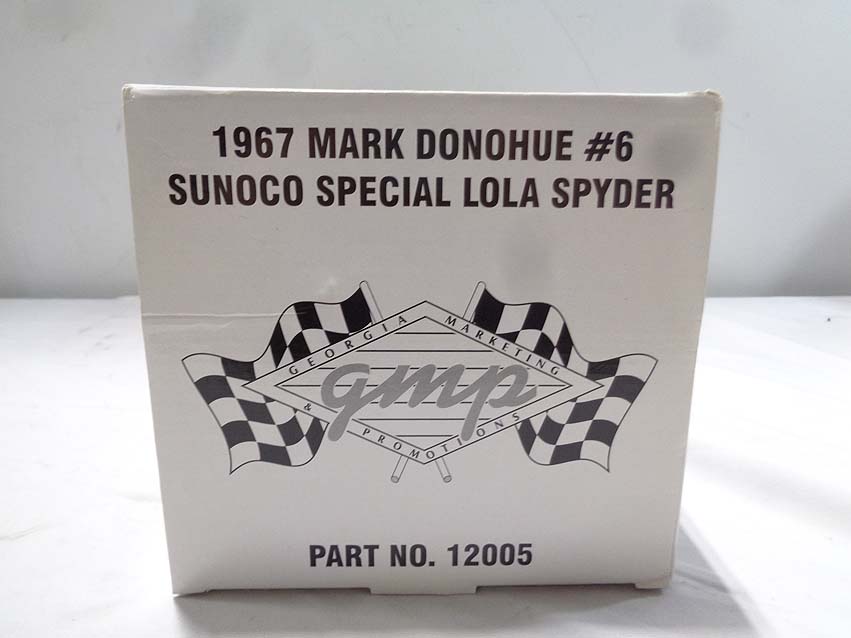 1967 MARK DONOHUE #6
SUNOCO SPECIAL LOLA SPYDER
GEORGIA MARKETING
gmp
& PROMOTIONS
PART NO. 12005